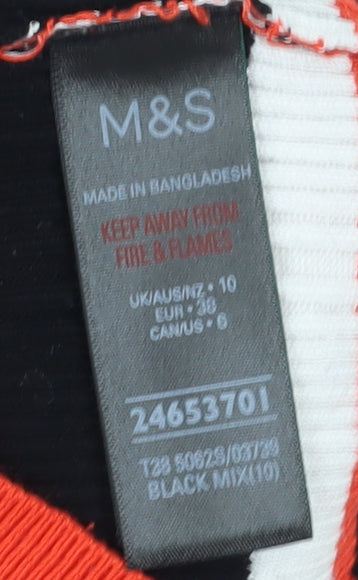 M&S
MADE IN BANGLADESH
KEEP AWAY FROM
FIRE & FLAMES
UK/AUS/NZ • 10
EUR • 38
CAN/US • 6
24653701
T38 5062S/03739
BLACK MIX(10)